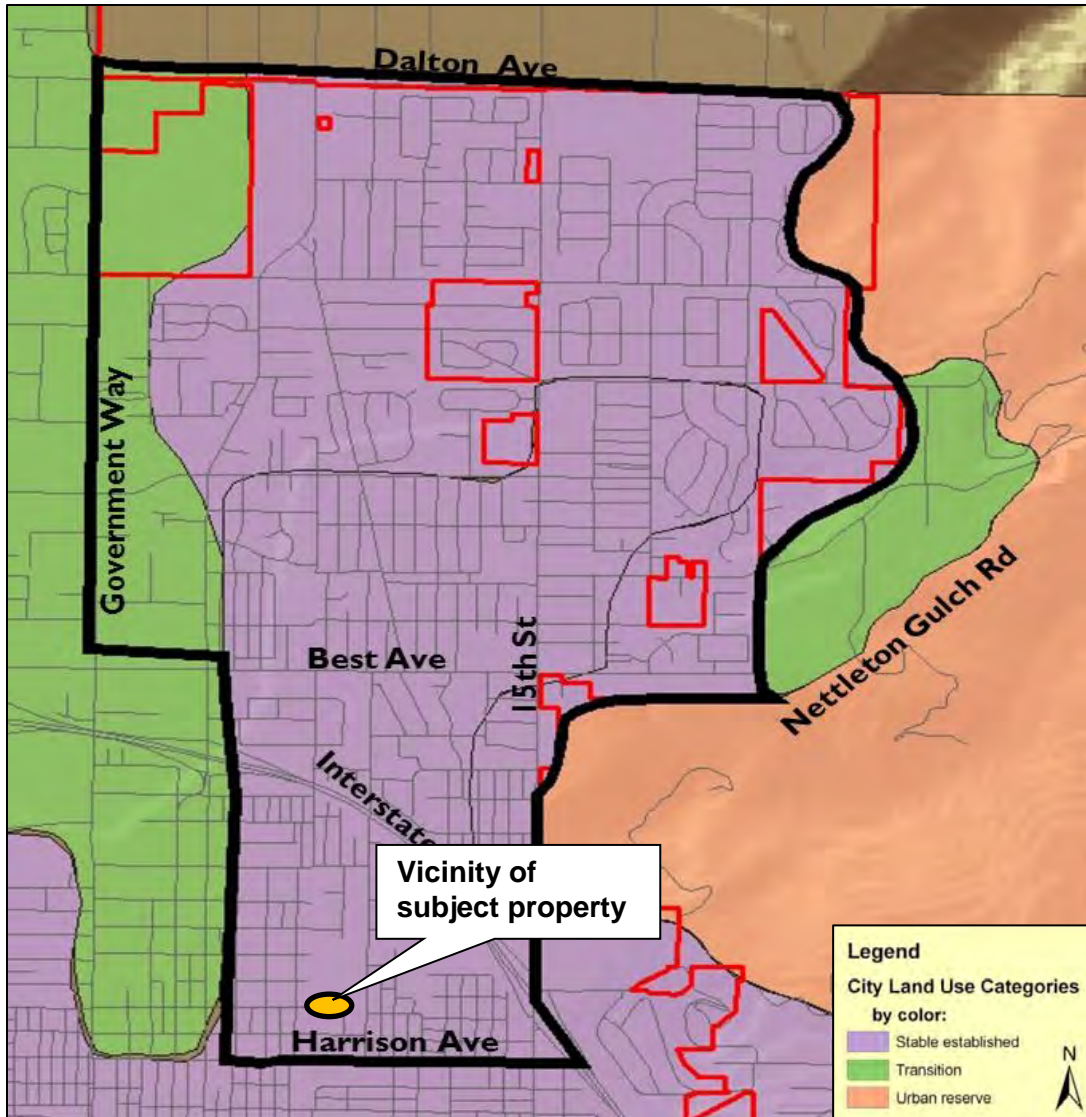 Dalton Ave
Government Way
15th St
Best Ave
Nettleton Gulch Rd
Interstate
Vicinity of
subject property
Harrison Ave
Legend
City Land Use Categories
by color:
Stable established
Transition
Urban reserve
N